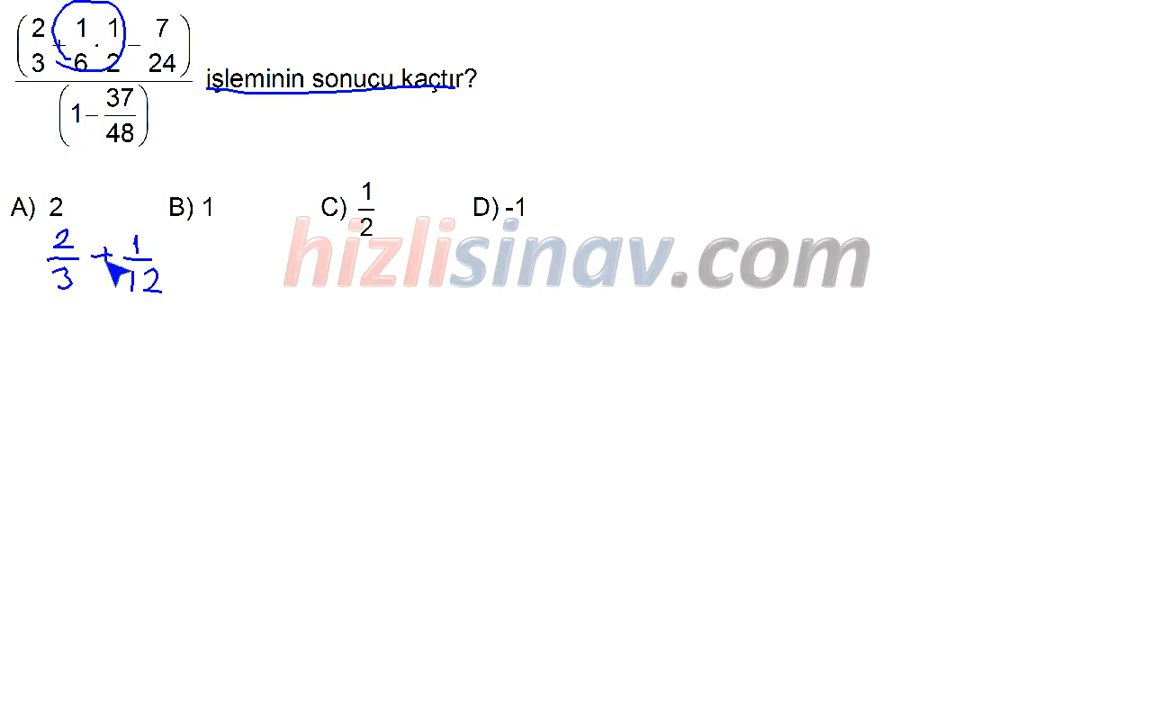 (2/3 + 1/6 . 1/2 − 7/24)
işleminin sonucu kaçtır?
(1 − 37/48)
A) 2 B) 1 C) 1/2 D) -1
2/3 + 1/12
hizlisinav.com